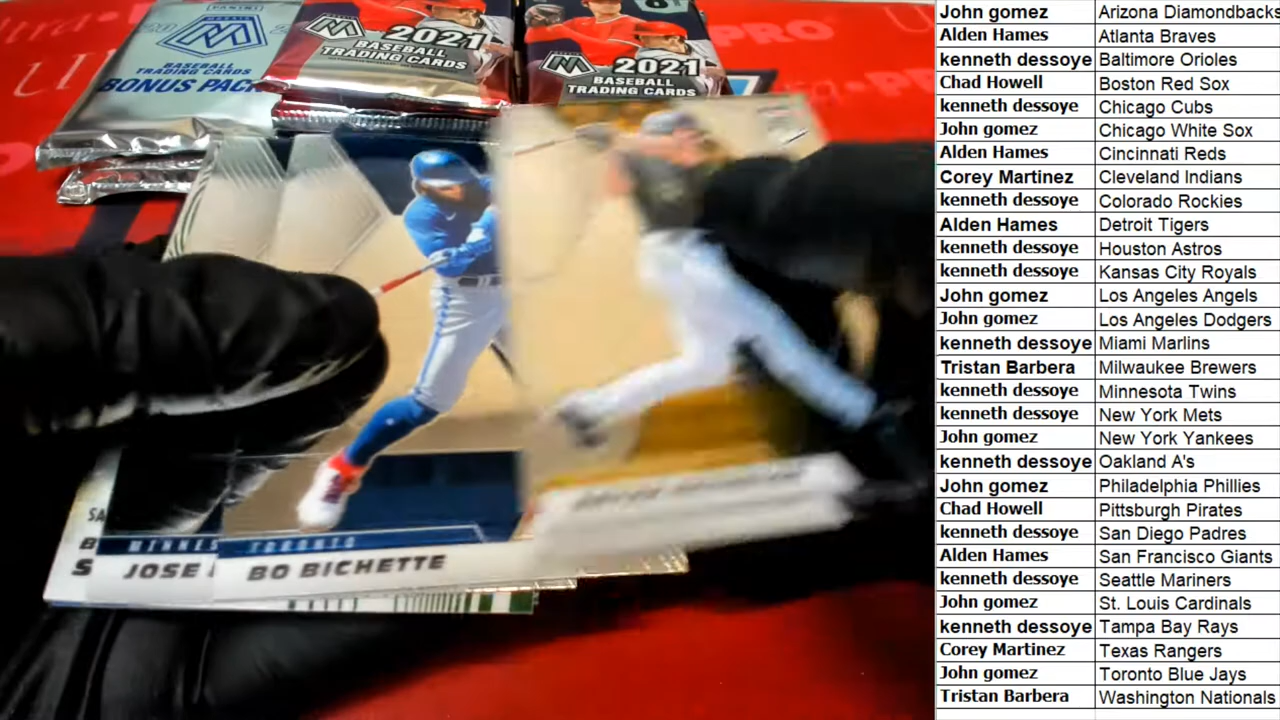 PANINI
MOSAIC
BASEBALL
TRADING CARDS
BONUS PACK
2021
BASEBALL
TRADING CARDS
2021
BASEBALL
TRADING CARDS
PRO
TORONTO
JOSE
BO BICHETTE
John gomez Arizona Diamondbacks
Alden Hames Atlanta Braves
kenneth dessoye Baltimore Orioles
Chad Howell Boston Red Sox
kenneth dessoye Chicago Cubs
John gomez Chicago White Sox
Alden Hames Cincinnati Reds
Corey Martinez Cleveland Indians
kenneth dessoye Colorado Rockies
Alden Hames Detroit Tigers
kenneth dessoye Houston Astros
kenneth dessoye Kansas City Royals
John gomez Los Angeles Angels
John gomez Los Angeles Dodgers
kenneth dessoye Miami Marlins
Tristan Barbera Milwaukee Brewers
kenneth dessoye Minnesota Twins
kenneth dessoye New York Mets
John gomez New York Yankees
kenneth dessoye Oakland A's
John gomez Philadelphia Phillies
Chad Howell Pittsburgh Pirates
kenneth dessoye San Diego Padres
Alden Hames San Francisco Giants
kenneth dessoye Seattle Mariners
John gomez St. Louis Cardinals
kenneth dessoye Tampa Bay Rays
Corey Martinez Texas Rangers
John gomez Toronto Blue Jays
Tristan Barbera Washington Nationals